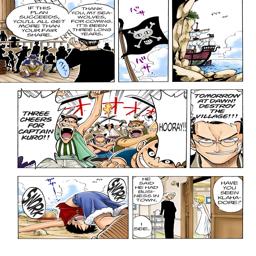 THANK
YOU, MY SEA-
WOLVES,
FOR COMING.
IT'S BEEN
THREE LONG
YEARS.
IF THIS
PLAN
SUCCEEDS,
YOU'LL ALL GET
MORE THAN
YOUR FAIR
SHARE.
TOMORROW
AT DAWN!!
DESTROY
THE
VILLAGE!!!
HOORAY!!
THREE
CHEERS
FOR
CAPTAIN
KURO!!
HAVE
YOU SEEN
KLAHA-
DORE?
HE
SAID HE
HAD BUSI-
NESS IN
TOWN.
I
SEE...